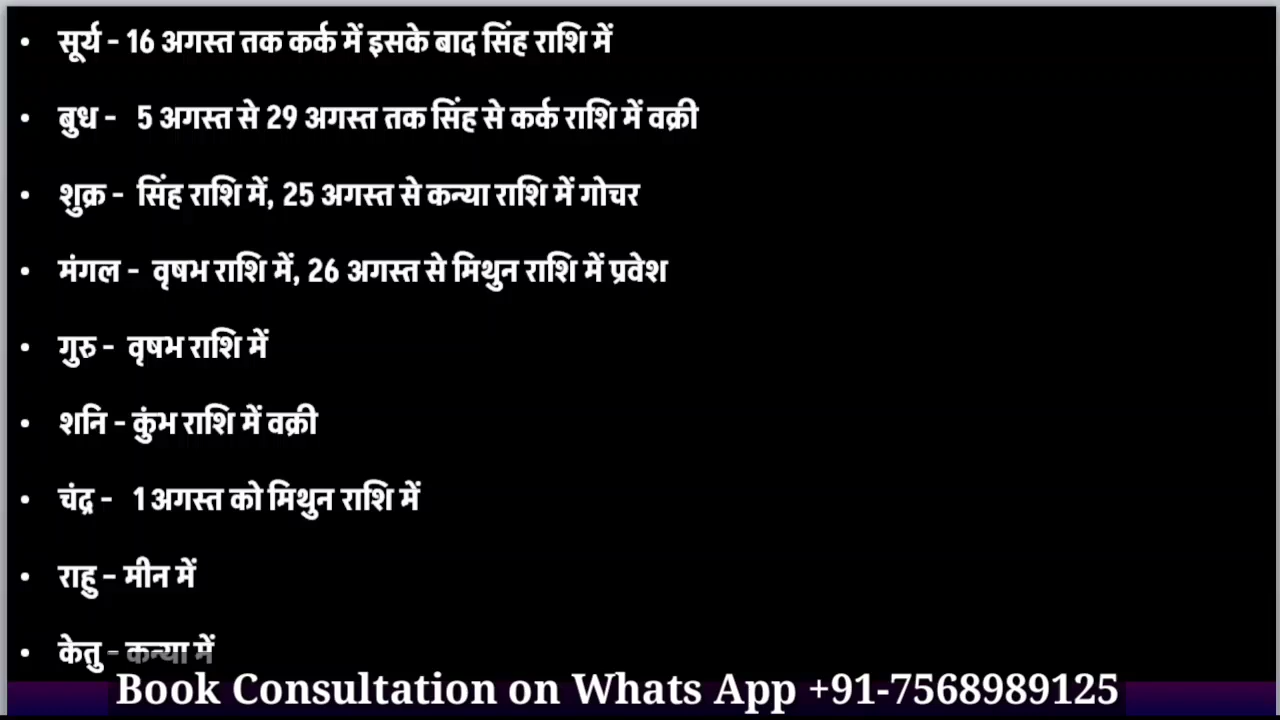 • सूर्य - 16 अगस्त तक कर्क में इसके बाद सिंह राशि में
• बुध - 5 अगस्त से 29 अगस्त तक सिंह से कर्क राशि में वक्री
• शुक्र - सिंह राशि में, 25 अगस्त से कन्या राशि में गोचर
• मंगल - वृषभ राशि में, 26 अगस्त से मिथुन राशि में प्रवेश
• गुरु - वृषभ राशि में
• शनि - कुंभ राशि में वक्री
• चंद्र - 1 अगस्त को मिथुन राशि में
• राहु - मीन में
• केतु - कन्या में
Book Consultation on Whats App +91-7568989125